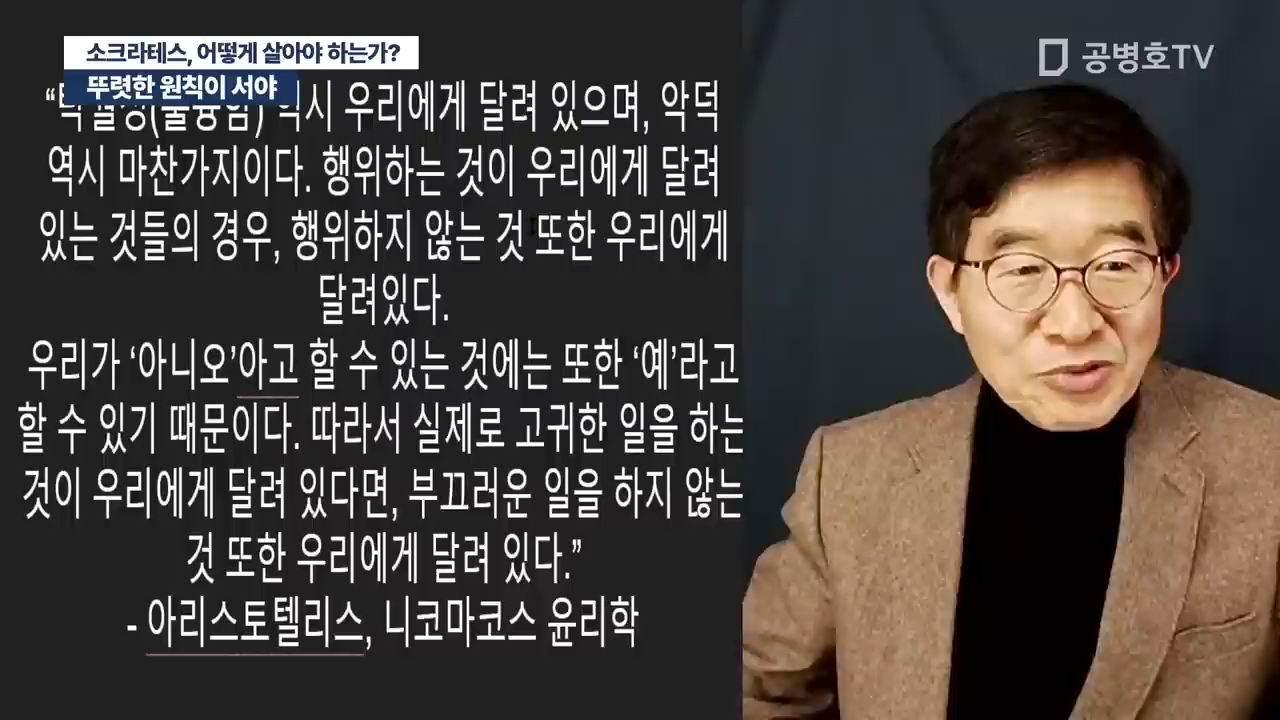 소크라테스, 어떻게 살아야 하는가?
뚜렷한 원칙이 서야
공병호TV
역시 우리에게 달려 있으며, 악덕
역시 마찬가지이다. 행위하는 것이 우리에게 달려
있는 것들의 경우, 행위하지 않는 것 또한 우리에게
달려있다.
우리가 ‘아니오’아고 할 수 있는 것에는 또한 ‘예’라고
할 수 있기 때문이다. 따라서 실제로 고귀한 일을 하는
것이 우리에게 달려 있다면, 부끄러운 일을 하지 않는
것 또한 우리에게 달려 있다.”
- 아리스토텔리스, 니코마코스 윤리학